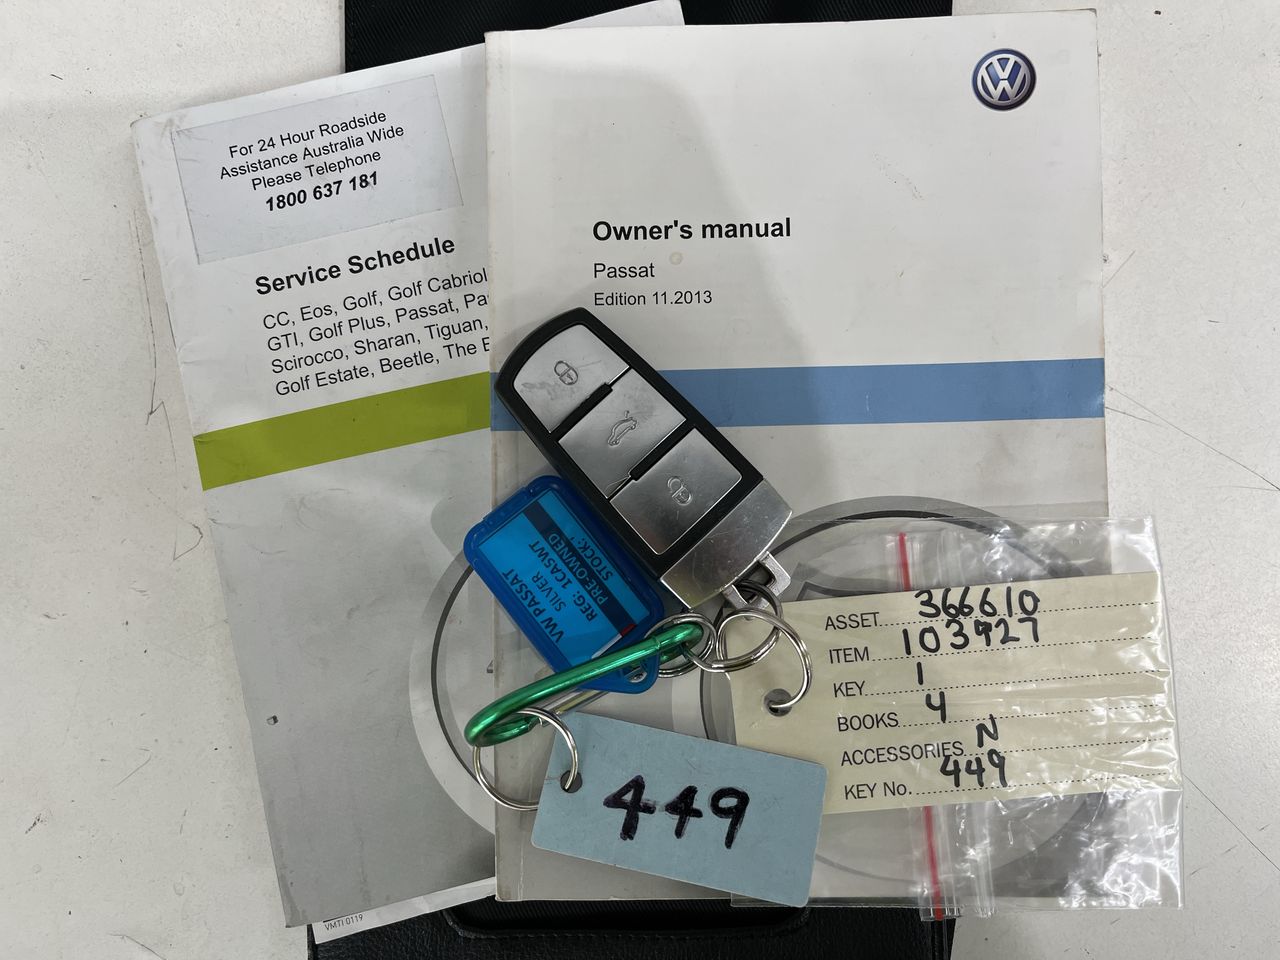 For 24 Hour Roadside
Assistance Australia Wide
Please Telephone
1800 637 181
Service Schedule
CC, Eos, Golf, Golf Cabriol
GTI, Golf Plus, Passat,
Scirocco, Sharan, Tiguan,
Golf Estate, Beetle, The
VMTI 0119
VW
Owner's manual
Passat
Edition 11.2013
VW PASSAT
SILVER
REG: 1CASWT
PRE-OWNED
STOCK:
449
ASSET 366610
ITEM 103927
KEY 1
BOOKS 4
ACCESSORIES N
KEY No. 449